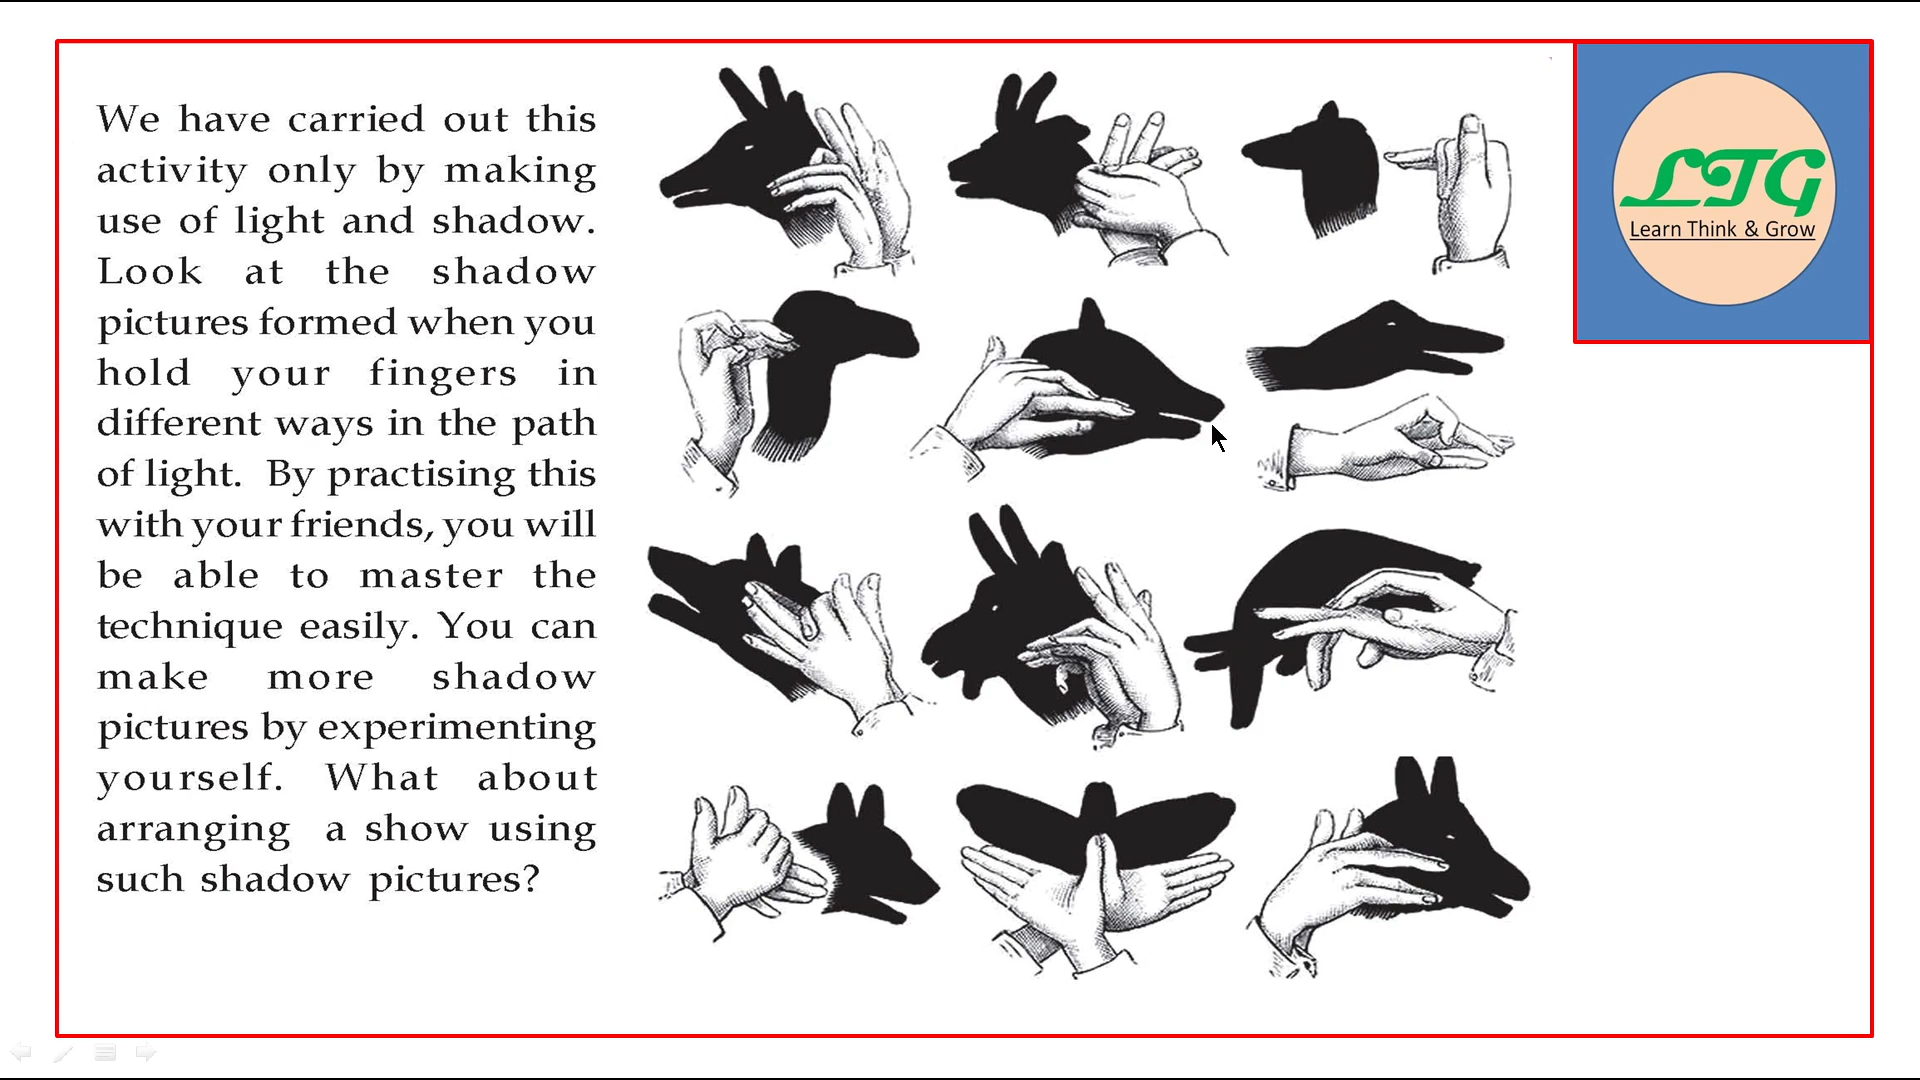 We have carried out this
activity only by making
use of light and shadow.
Look at the shadow
pictures formed when you
hold your fingers in
different ways in the path
of light. By practising this
with your friends, you will
be able to master the
technique easily. You can
make more shadow
pictures by experimenting
yourself. What about
arranging a show using
such shadow pictures?
LTG
Learn Think & Grow